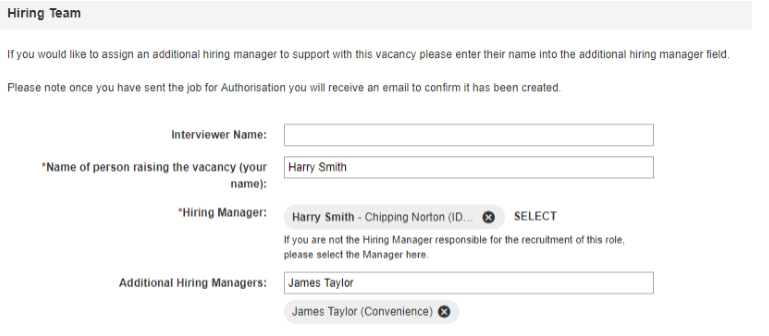 Hiring Team
If you would like to assign an additional hiring manager to support with this vacancy please enter their name into the additional hiring manager field.
Please note once you have sent the job for Authorisation you will receive an email to confirm it has been created.
Interviewer Name:
*Name of person raising the vacancy (your
name):
Harry Smith
*Hiring Manager:
Harry Smith - Chipping Norton (ID... SELECT
If you are not the Hiring Manager responsible for the recruitment of this role,
please select the Manager here.
Additional Hiring Managers:
James Taylor
James Taylor (Convenience)